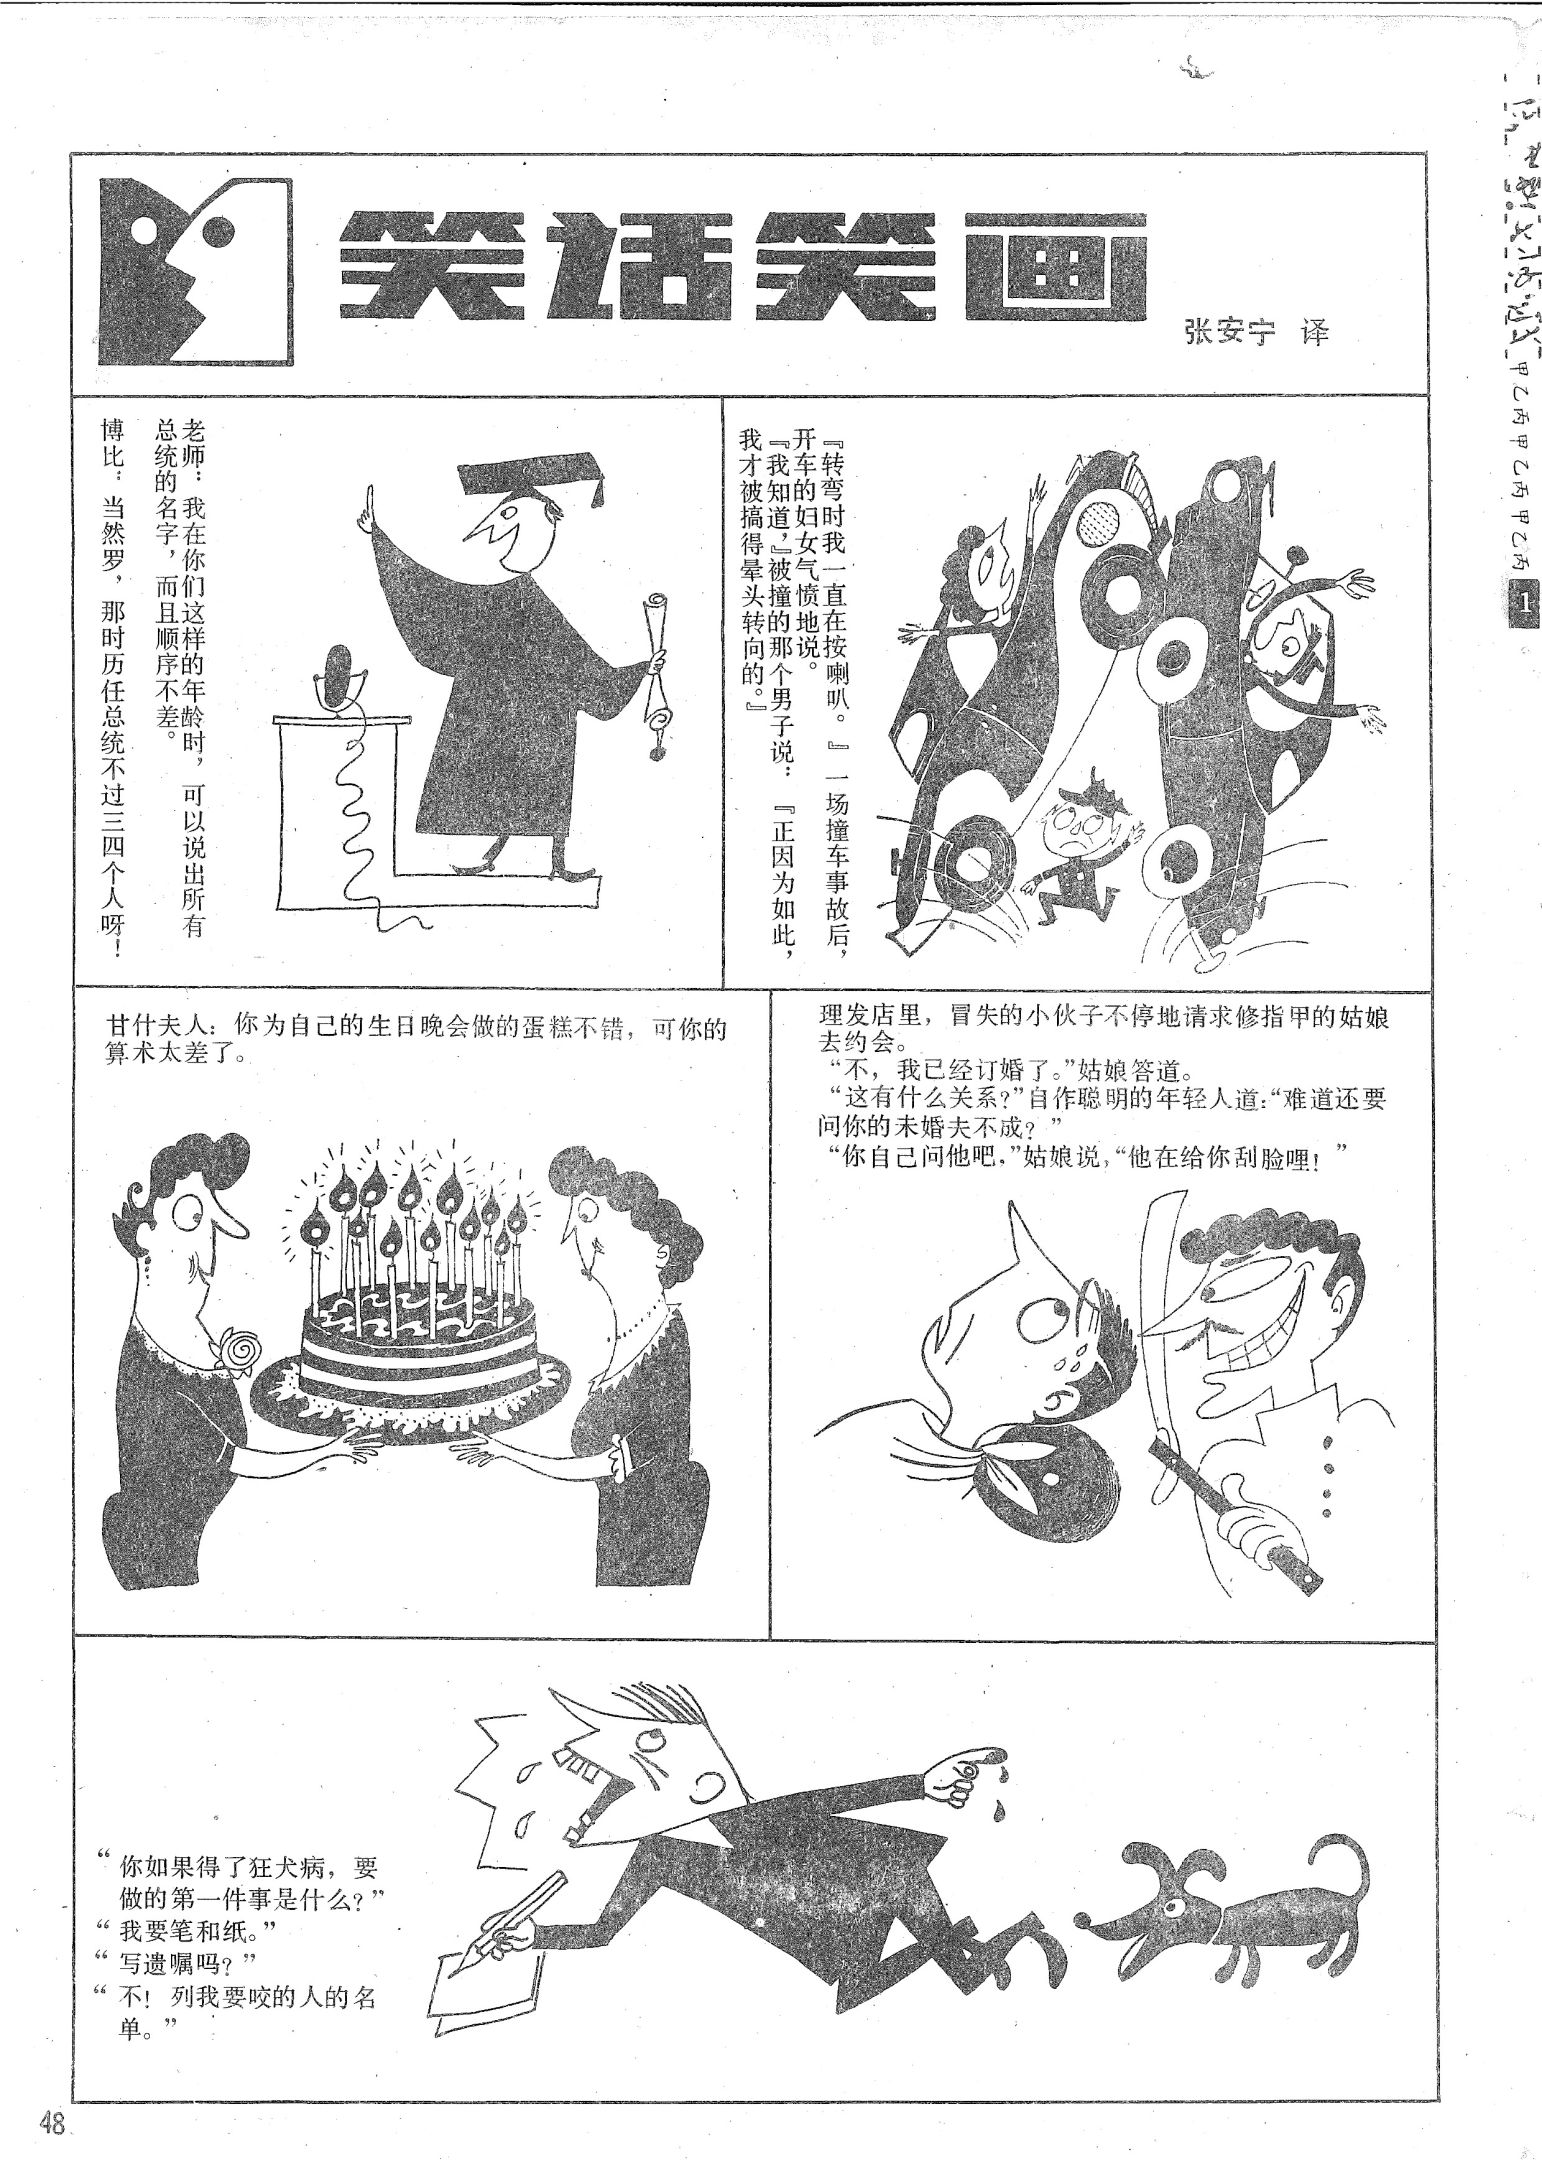 笑话笑画
张安宁 译
老师：我在你们这样的年龄时，可以说出所有
总统的名字，而且顺序不差。
博比：当然罗，那时历任总统不过三四个人呀！
『转弯时我一直在按喇叭。』一场撞车事故后，
开车的妇女气愤地说。
『我知道，』被撞的那个男子说：『正因为如此，
我才被搞得晕头转向的。』
甘什夫人：你为自己的生日晚会做的蛋糕不错，可你的
算术太差了。
理发店里，冒失的小伙子不停地请求修指甲的姑娘
去约会。
“不，我已经订婚了。”姑娘答道。
“这有什么关系？”自作聪明的年轻人道：“难道还要
问你的未婚夫不成？”
“你自己问他吧，”姑娘说，“他在给你刮脸哩！”
“你如果得了狂犬病，要
做的第一件事是什么？”
“我要笔和纸。”
“写遗嘱吗？”
“不！列我要咬的人的名
单。”
48
甲乙丙甲乙丙甲乙丙
1